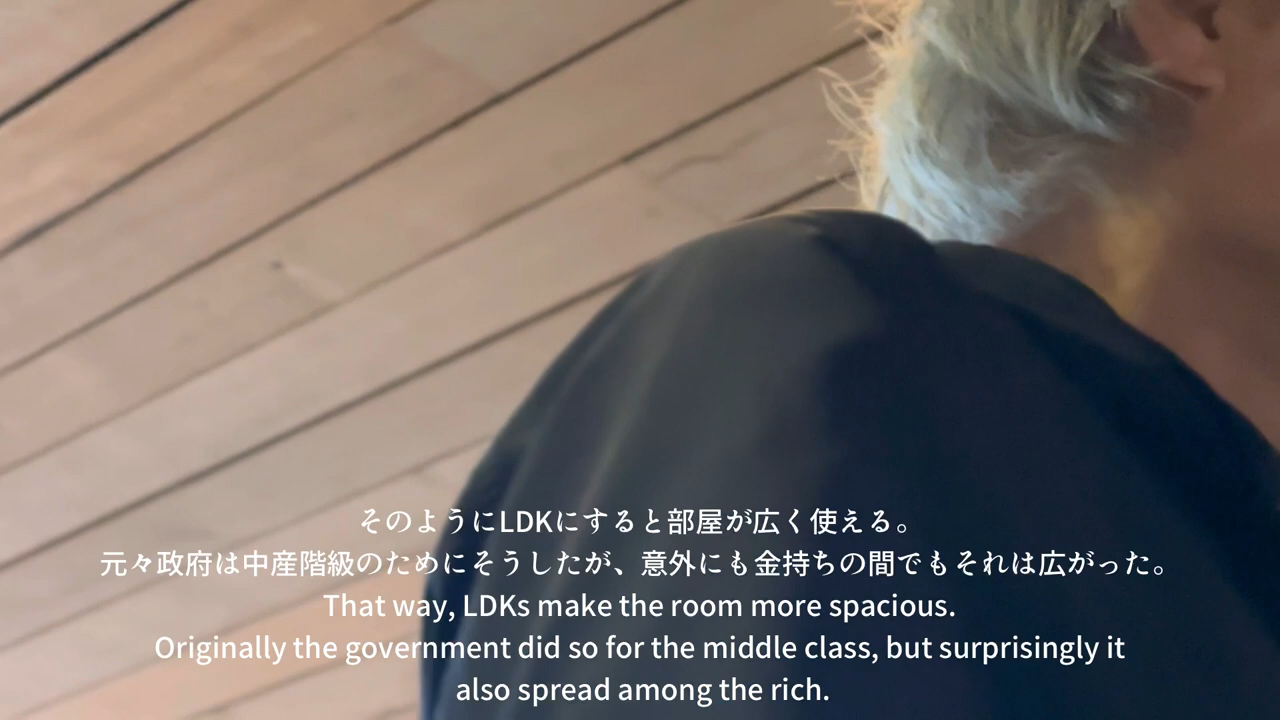 そのようにLDKにすると部屋が広く使える。
元々政府は中産階級のためにそうしたが、意外にも金持ちの間でもそれは広がった。
That way, LDKs make the room more spacious.
Originally the government did so for the middle class, but surprisingly it
also spread among the rich.